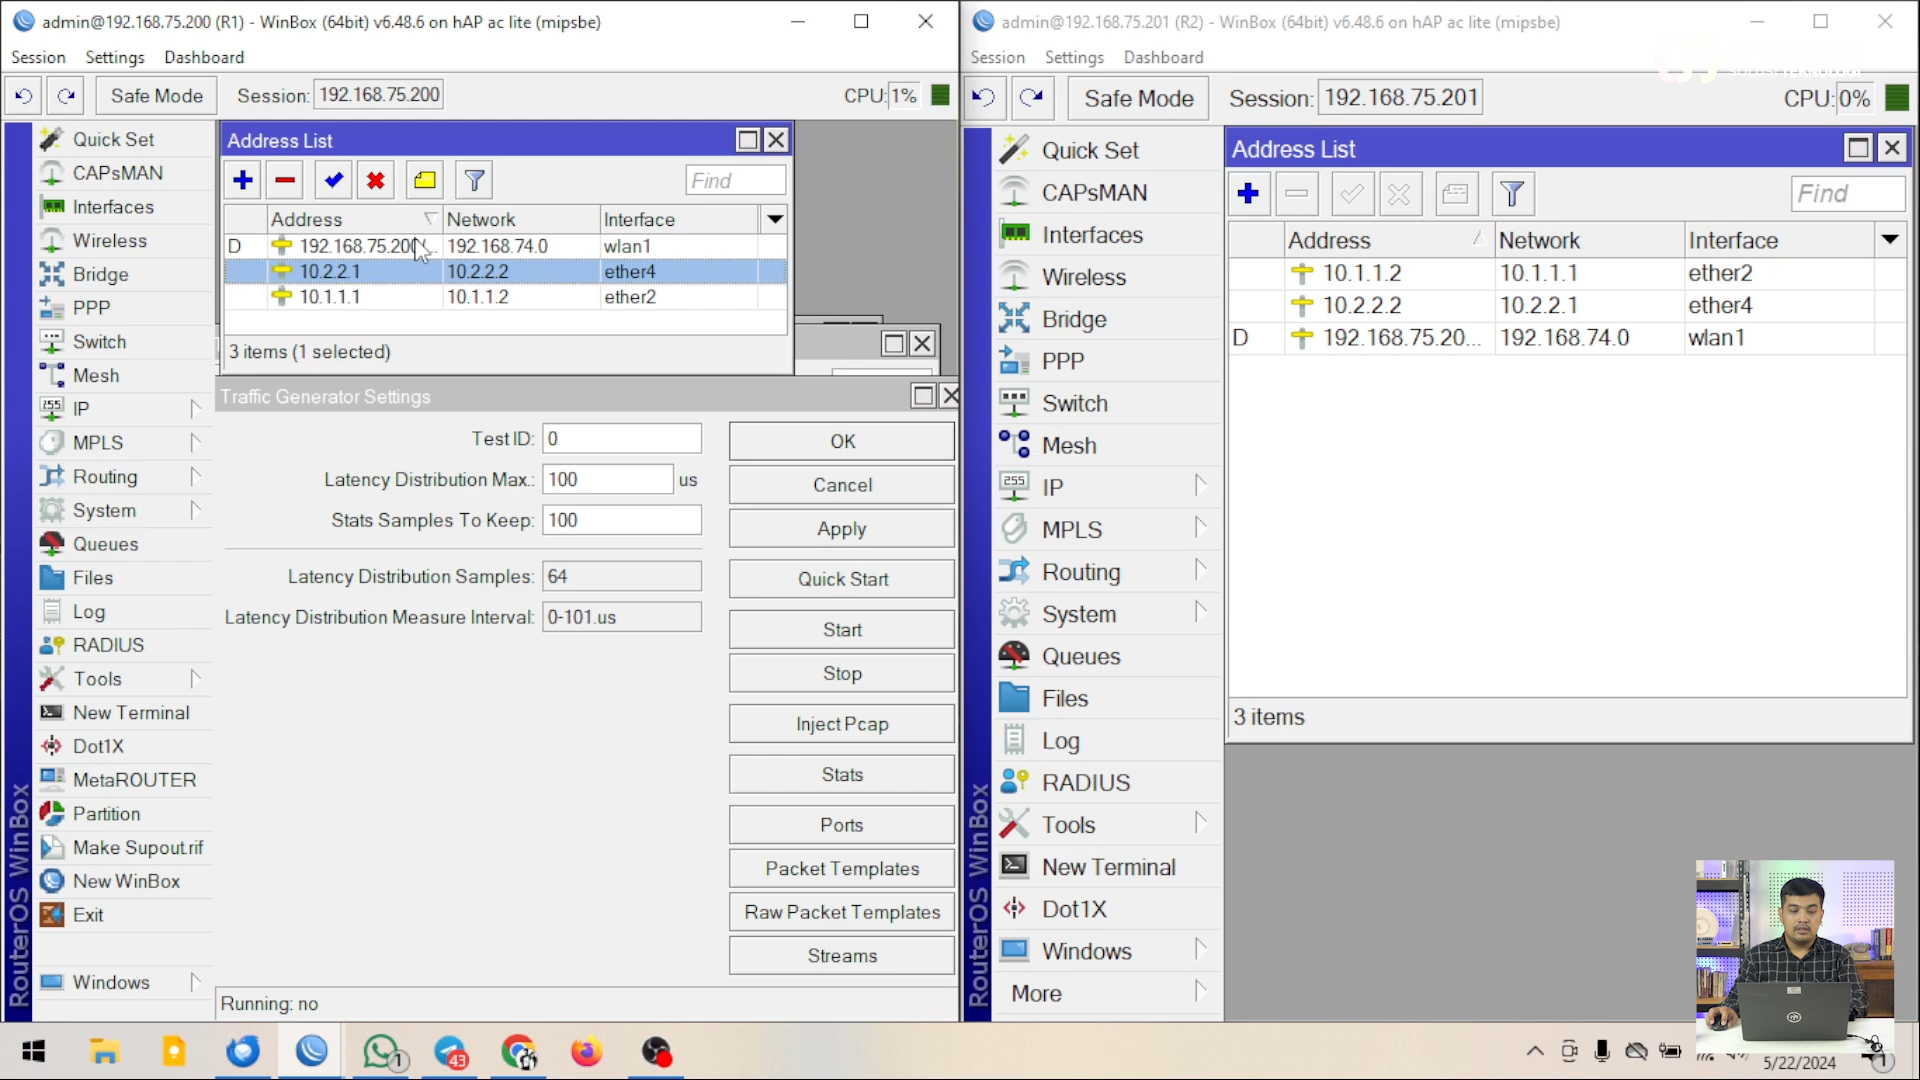 admin@192.168.75.200 (R1) - WinBox (64bit) v6.48.6 on hAP ac lite (mipsbe)
Session Settings Dashboard
Safe Mode Session: 192.168.75.200 CPU: 1%
Quick Set
CAPsMAN
Interfaces
Wireless
Bridge
PPP
Switch
Mesh
IP
MPLS
Routing
System
Queues
Files
Log
RADIUS
Tools
New Terminal
Dot1X
MetaROUTER
Partition
Make Supout.rif
New WinBox
Exit
Windows
RouterOS WinBox
Address List
Find
Address Network Interface
D 192.168.75.200/... 192.168.74.0 wlan1
10.2.2.1 10.2.2.2 ether4
10.1.1.1 10.1.1.2 ether2
3 items (1 selected)
Traffic Generator Settings
Test ID: 0
Latency Distribution Max.: 100 us
Stats Samples To Keep: 100
Latency Distribution Samples: 64
Latency Distribution Measure Interval: 0-101.us
OK
Cancel
Apply
Quick Start
Start
Stop
Inject Pcap
Stats
Ports
Packet Templates
Raw Packet Templates
Streams
Running: no
admin@192.168.75.201 (R2) - WinBox (64bit) v6.48.6 on hAP ac lite (mipsbe)
Session Settings Dashboard
Safe Mode Session: 192.168.75.201 CPU: 0%
Quick Set
CAPsMAN
Interfaces
Wireless
Bridge
PPP
Switch
Mesh
IP
MPLS
Routing
System
Queues
Files
Log
RADIUS
Tools
New Terminal
Dot1X
Windows
More
RouterOS WinBox
Address List
Find
Address Network Interface
10.1.1.2 10.1.1.1 ether2
10.2.2.2 10.2.2.1 ether4
D 192.168.75.20... 192.168.74.0 wlan1
3 items
1
43
5/22/2024
1